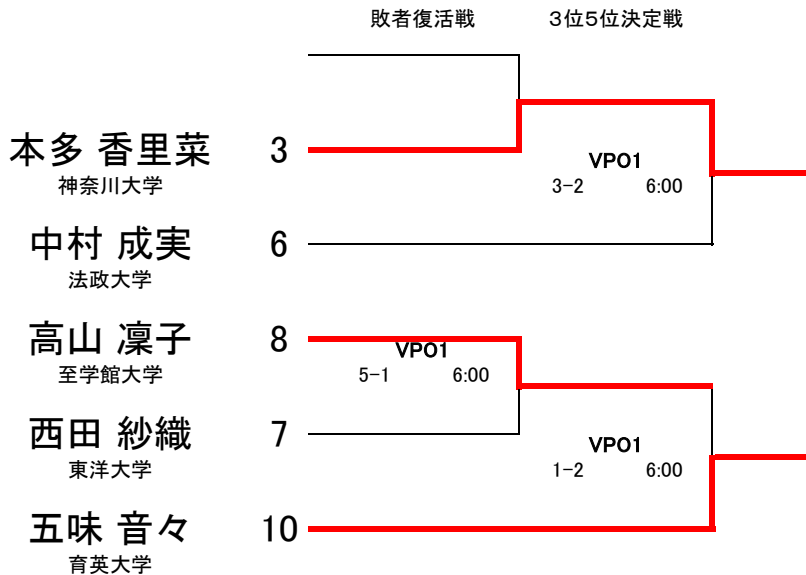 敗者復活戦 3位5位決定戦
本多 香里菜 3
神奈川大学
VPO1
3-2 6:00
中村 成実 6
法政大学
高山 凜子 8
至学館大学
VPO1
5-1 6:00
西田 紗織 7
東洋大学
VPO1
1-2 6:00
五味 音々 10
育英大学